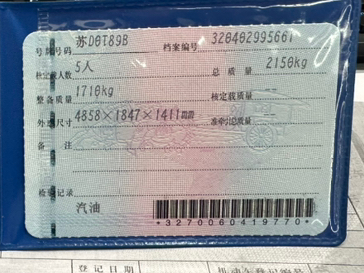 号牌号码 苏D0T89B 档案编号 320402995661
核定载人数 5人 总质量 2150kg
整备质量 1710kg 核定载质量 --
外廓尺寸 4858×1847×1411mm 准牵引总质量 --
备注
检验记录
汽油
*3270060419770*
登记日期